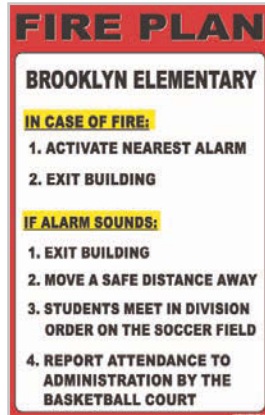 FIRE PLAN
BROOKLYN ELEMENTARY
IN CASE OF FIRE:
1. ACTIVATE NEAREST ALARM
2. EXIT BUILDING
IF ALARM SOUNDS:
1. EXIT BUILDING
2. MOVE A SAFE DISTANCE AWAY
3. STUDENTS MEET IN DIVISION
ORDER ON THE SOCCER FIELD
4. REPORT ATTENDANCE TO
ADMINISTRATION BY THE
BASKETBALL COURT